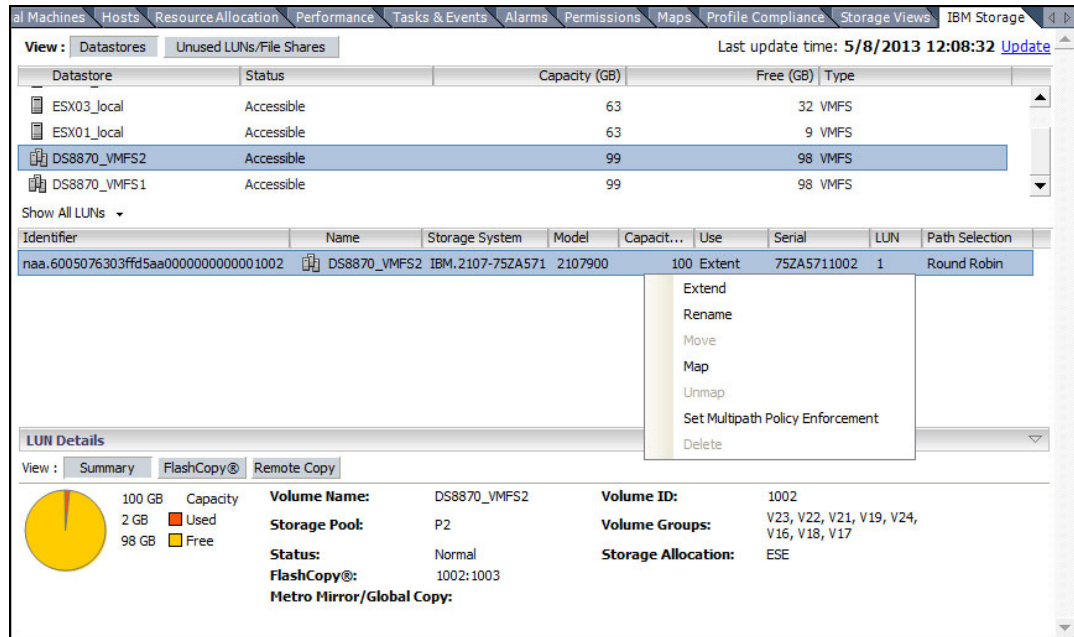 al Machines Hosts Resource Allocation Performance Tasks & Events Alarms Permissions Maps Profile Compliance Storage Views IBM Storage
View : Datastores Unused LUNs/File Shares Last update time: 5/8/2013 12:08:32 Update
Datastore Status Capacity (GB) Free (GB) Type
ESX03_local Accessible 63 32 VMFS
ESX01_local Accessible 63 9 VMFS
DS8870_VMFS2 Accessible 99 98 VMFS
DS8870_VMFS1 Accessible 99 98 VMFS
Show All LUNs
Identifier Name Storage System Model Capacit... Use Serial LUN Path Selection
naa.6005076303ffd5aa0000000000001002 DS8870_VMFS2 IBM.2107-75ZA571 2107900 100 Extent 75ZA5711002 1 Round Robin
Extend
Rename
Move
Map
Unmap
Set Multipath Policy Enforcement
Delete
LUN Details
View : Summary FlashCopy® Remote Copy
100 GB Capacity Volume Name: DS8870_VMFS2 Volume ID: 1002
2 GB Used Storage Pool: P2 Volume Groups: V23, V22, V21, V19, V24,
V16, V18, V17
98 GB Free
Status: Normal Storage Allocation: ESE
FlashCopy®: 1002:1003
Metro Mirror/Global Copy: